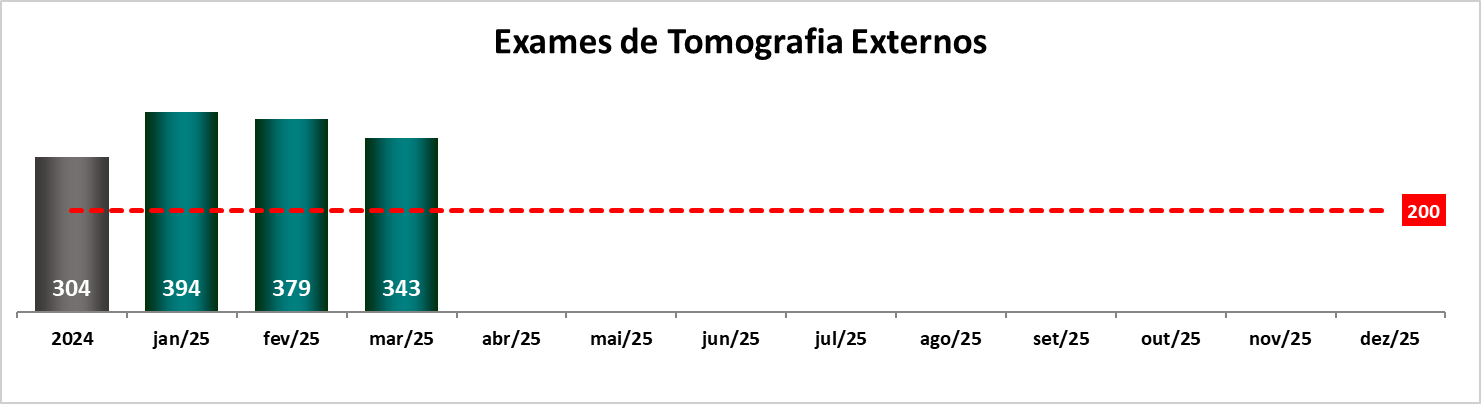 Exames de Tomografia Externos
200
304 394 379 343
2024 jan/25 fev/25 mar/25 abr/25 mai/25 jun/25 jul/25 ago/25 set/25 out/25 nov/25 dez/25